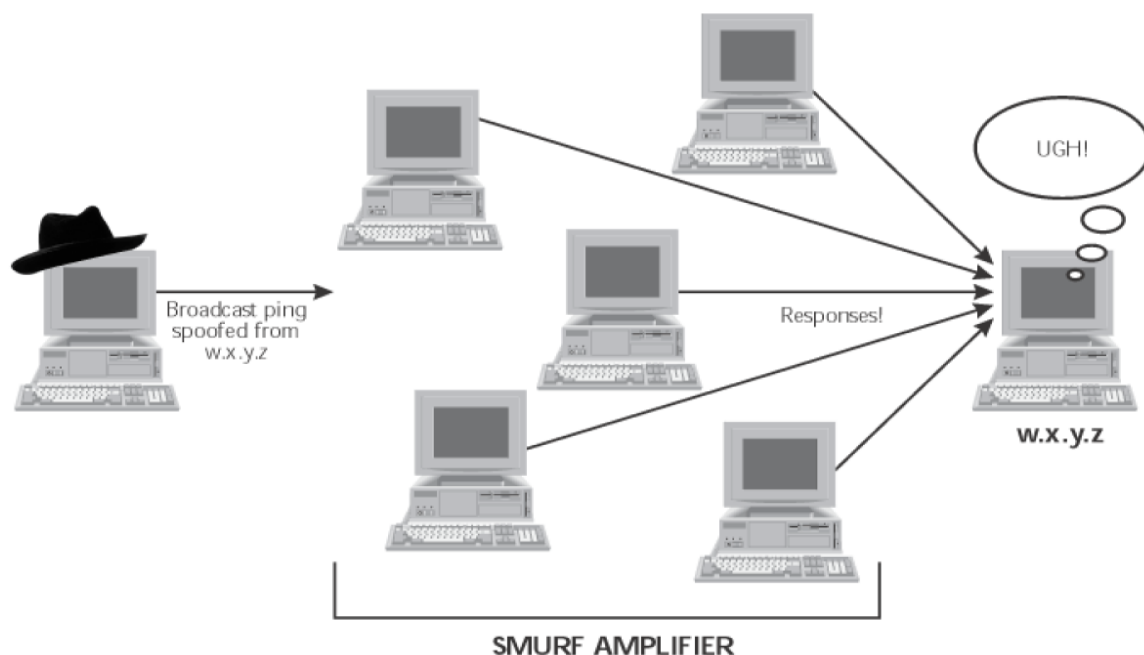 UGH!
Broadcast ping
spoofed from
w.x.y.z
Responses!
w.x.y.z
SMURF AMPLIFIER